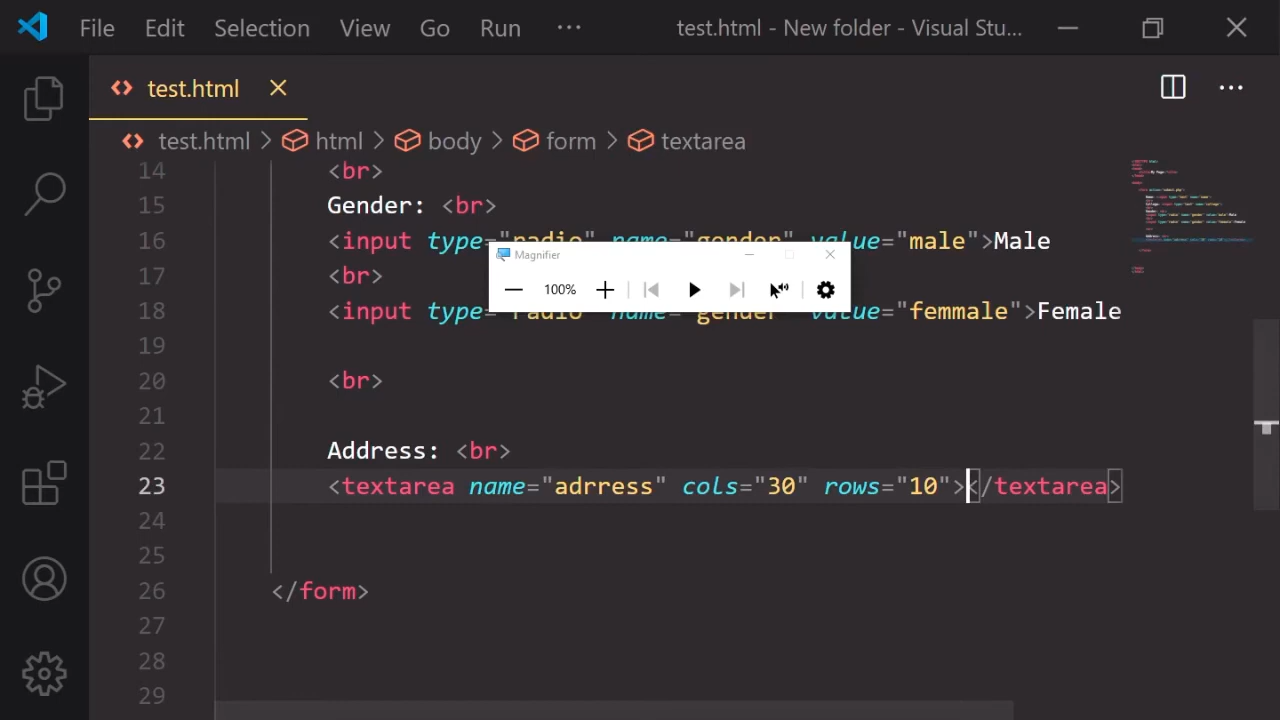 File Edit Selection View Go Run ··· test.html - New folder - Visual Stu...
test.html
test.html > html > body > form > textarea
14 <br>
15 Gender: <br>
16 <input type="radio" name="gender" value="male">Male
Magnifier
17 <br>
100%
18 <input type="radio" name="gender" value="femmale">Female
19
20 <br>
21
22 Address: <br>
23 <textarea name="adrress" cols="30" rows="10"></textarea>
24
25
26 </form>
27
28
29